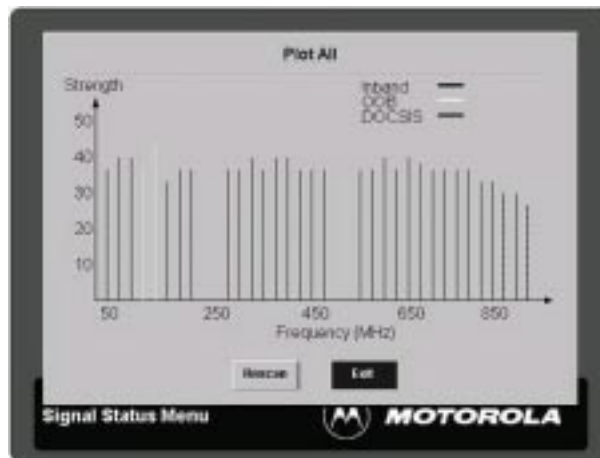 Plot All
Strength
Inband
OOB
DOCSIS
50
40
30
20
10
50 250 450 650 850
Frequency (MHz)
Rescan Exit
Signal Status Menu MOTOROLA